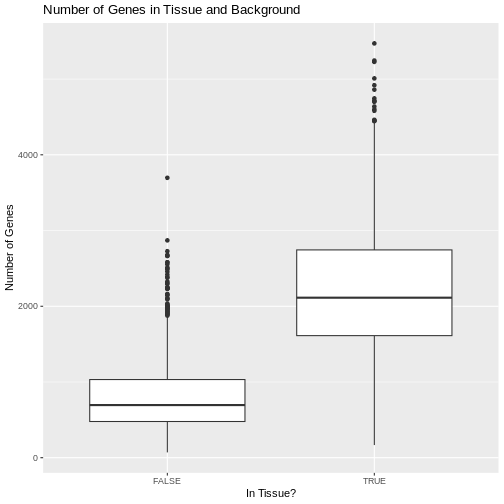 Number of Genes in Tissue and Background
Number of Genes
4000
2000
0
FALSE
TRUE
In Tissue?